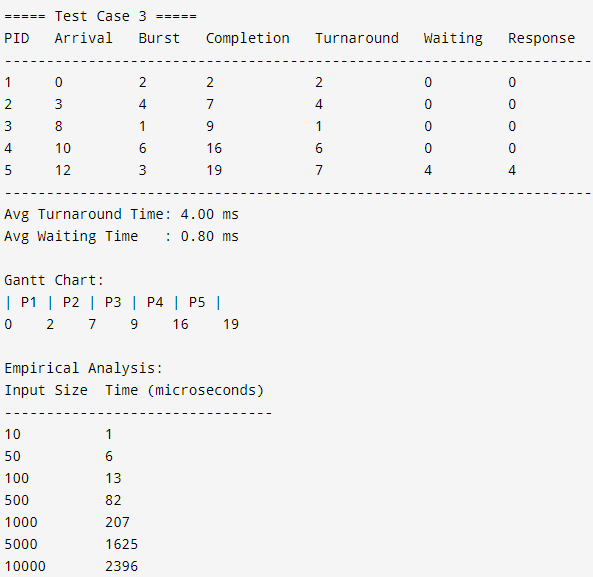 ===== Test Case 3 =====
PID   Arrival   Burst   Completion   Turnaround   Waiting   Response
----------------------------------------------------------------------
1     0         2       2            2            0         0
2     3         4       7            4            0         0
3     8         1       9            1            0         0
4     10        6       16           6            0         0
5     12        3       19           7            4         4
----------------------------------------------------------------------
Avg Turnaround Time: 4.00 ms
Avg Waiting Time   : 0.80 ms
Gantt Chart:
| P1 | P2 | P3 | P4 | P5 |
0    2    7    9     16    19
Empirical Analysis:
Input Size  Time (microseconds)
--------------------------------
10          1
50          6
100         13
500         82
1000        207
5000        1625
10000       2396